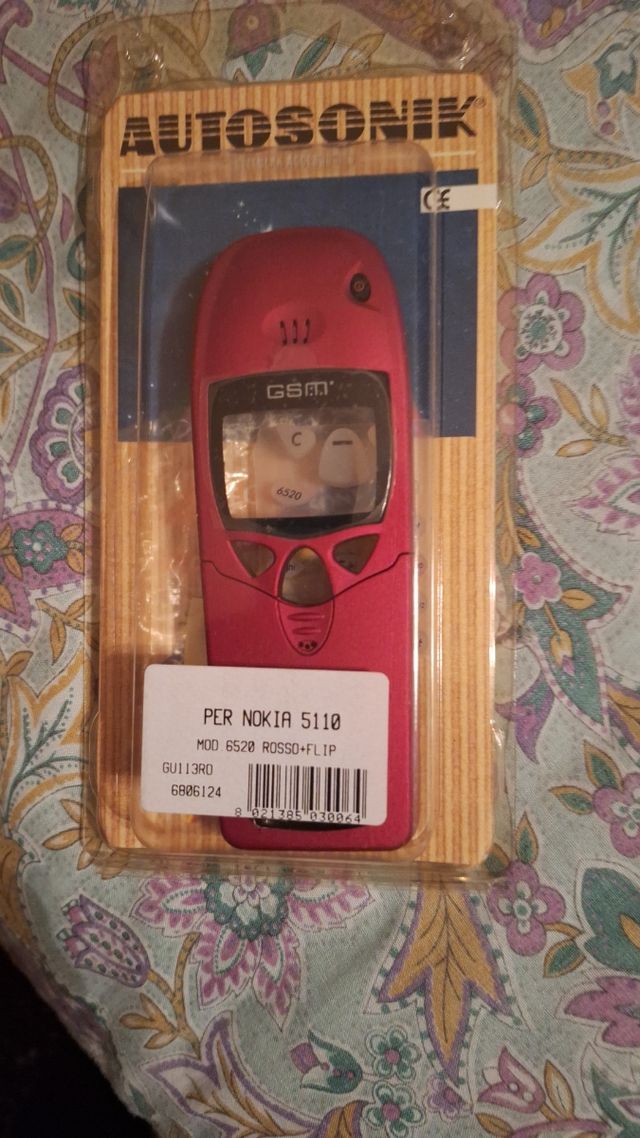 AUTOSONIK®
CE
GSM
C
6520
PER NOKIA 5110
MOD 6520 ROSSO+FLIP
GU113RO
6806124
8 021385 030064